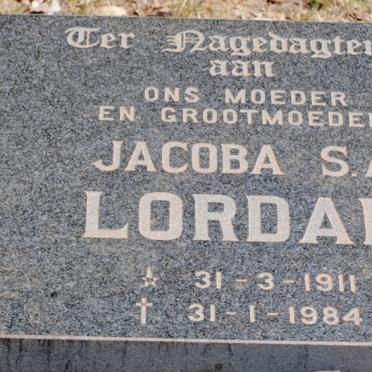 Ter Nagedagten
aan
ONS MOEDER
EN GROOTMOEDER
JACOBA S.
LORDA
☆ 31-3-1911
† 31-1-1984